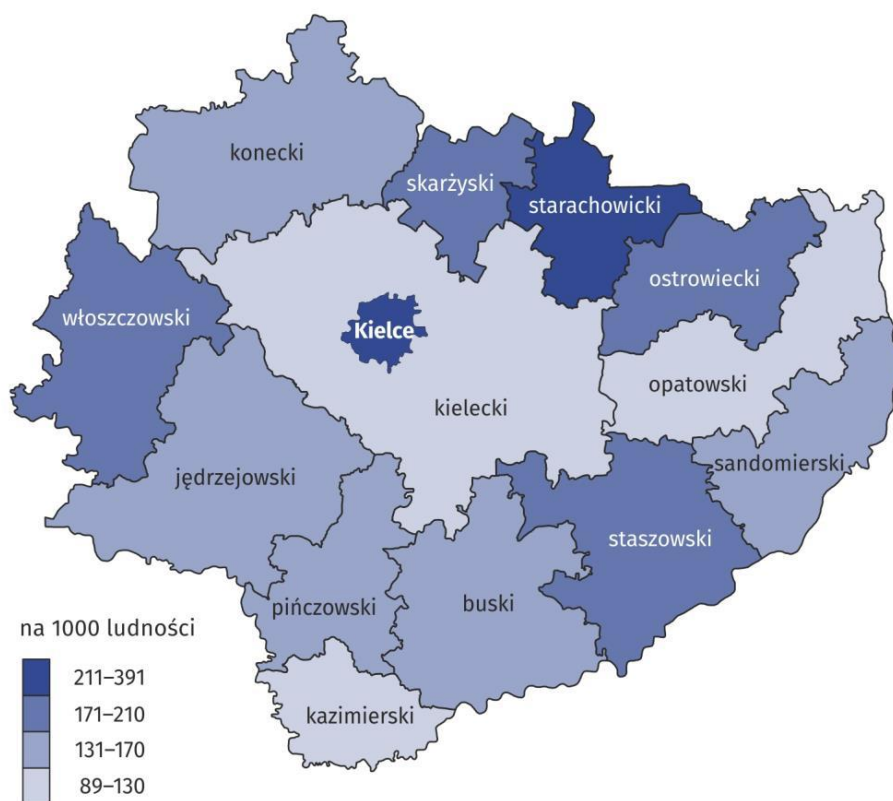 konecki
skarżyski
starachowicki
ostrowiecki
włoszczowski
Kielce
opatowski
kielecki
sandomierski
jędrzejowski
staszowski
pińczowski
buski
kazimierski
na 1000 ludności
211–391
171–210
131–170
89–130